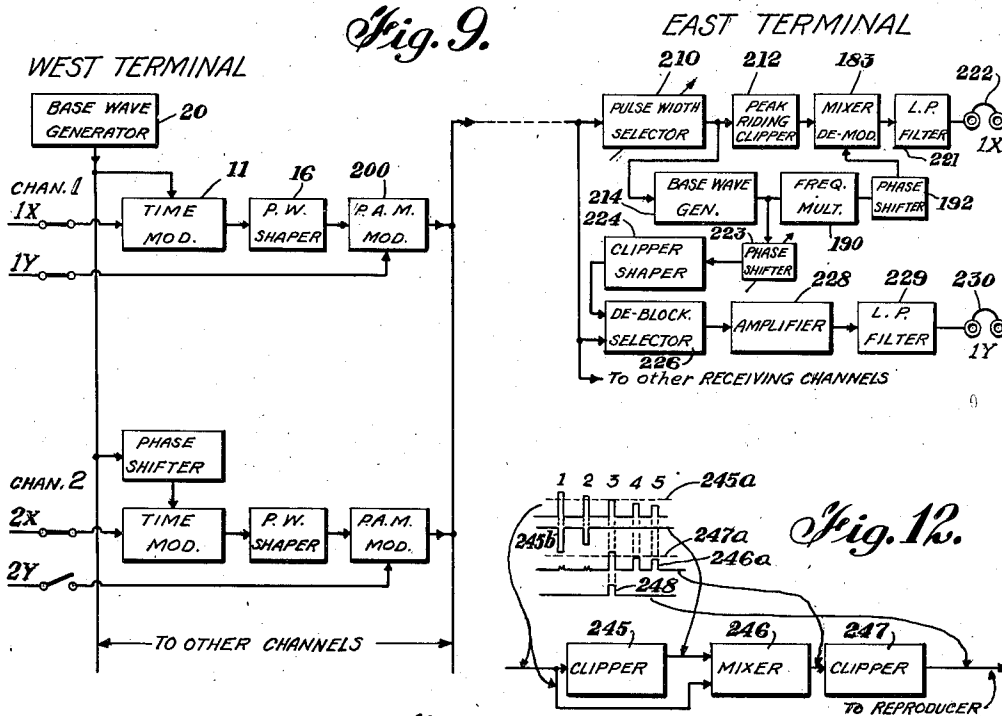 Fig. 9.
WEST TERMINAL
BASE WAVE
GENERATOR
20
CHAN. 1
1X
11
TIME
MOD.
16
P.W.
SHAPER
200
P.A.M.
MOD.
1Y
CHAN. 2
PHASE
SHIFTER
2X
TIME
MOD.
P.W.
SHAPER
P.A.M.
MOD.
2Y
TO OTHER CHANNELS
EAST TERMINAL
210
PULSE WIDTH
SELECTOR
212
PEAK
RIDING
CLIPPER
183
MIXER
DE-MOD.
L.P.
FILTER
221
222
1X
214
BASE WAVE
GEN.
FREQ.
MULT.
190
PHASE
SHIFTER
192
224
CLIPPER
SHAPER
223
PHASE
SHIFTER
DE-BLOCK.
SELECTOR
226
228
AMPLIFIER
229
L.P.
FILTER
230
1Y
To other RECEIVING CHANNELS
Fig. 12.
1 2 3 4 5
245a
245b
247a
246a
248
245
CLIPPER
246
MIXER
247
CLIPPER
TO REPRODUCER